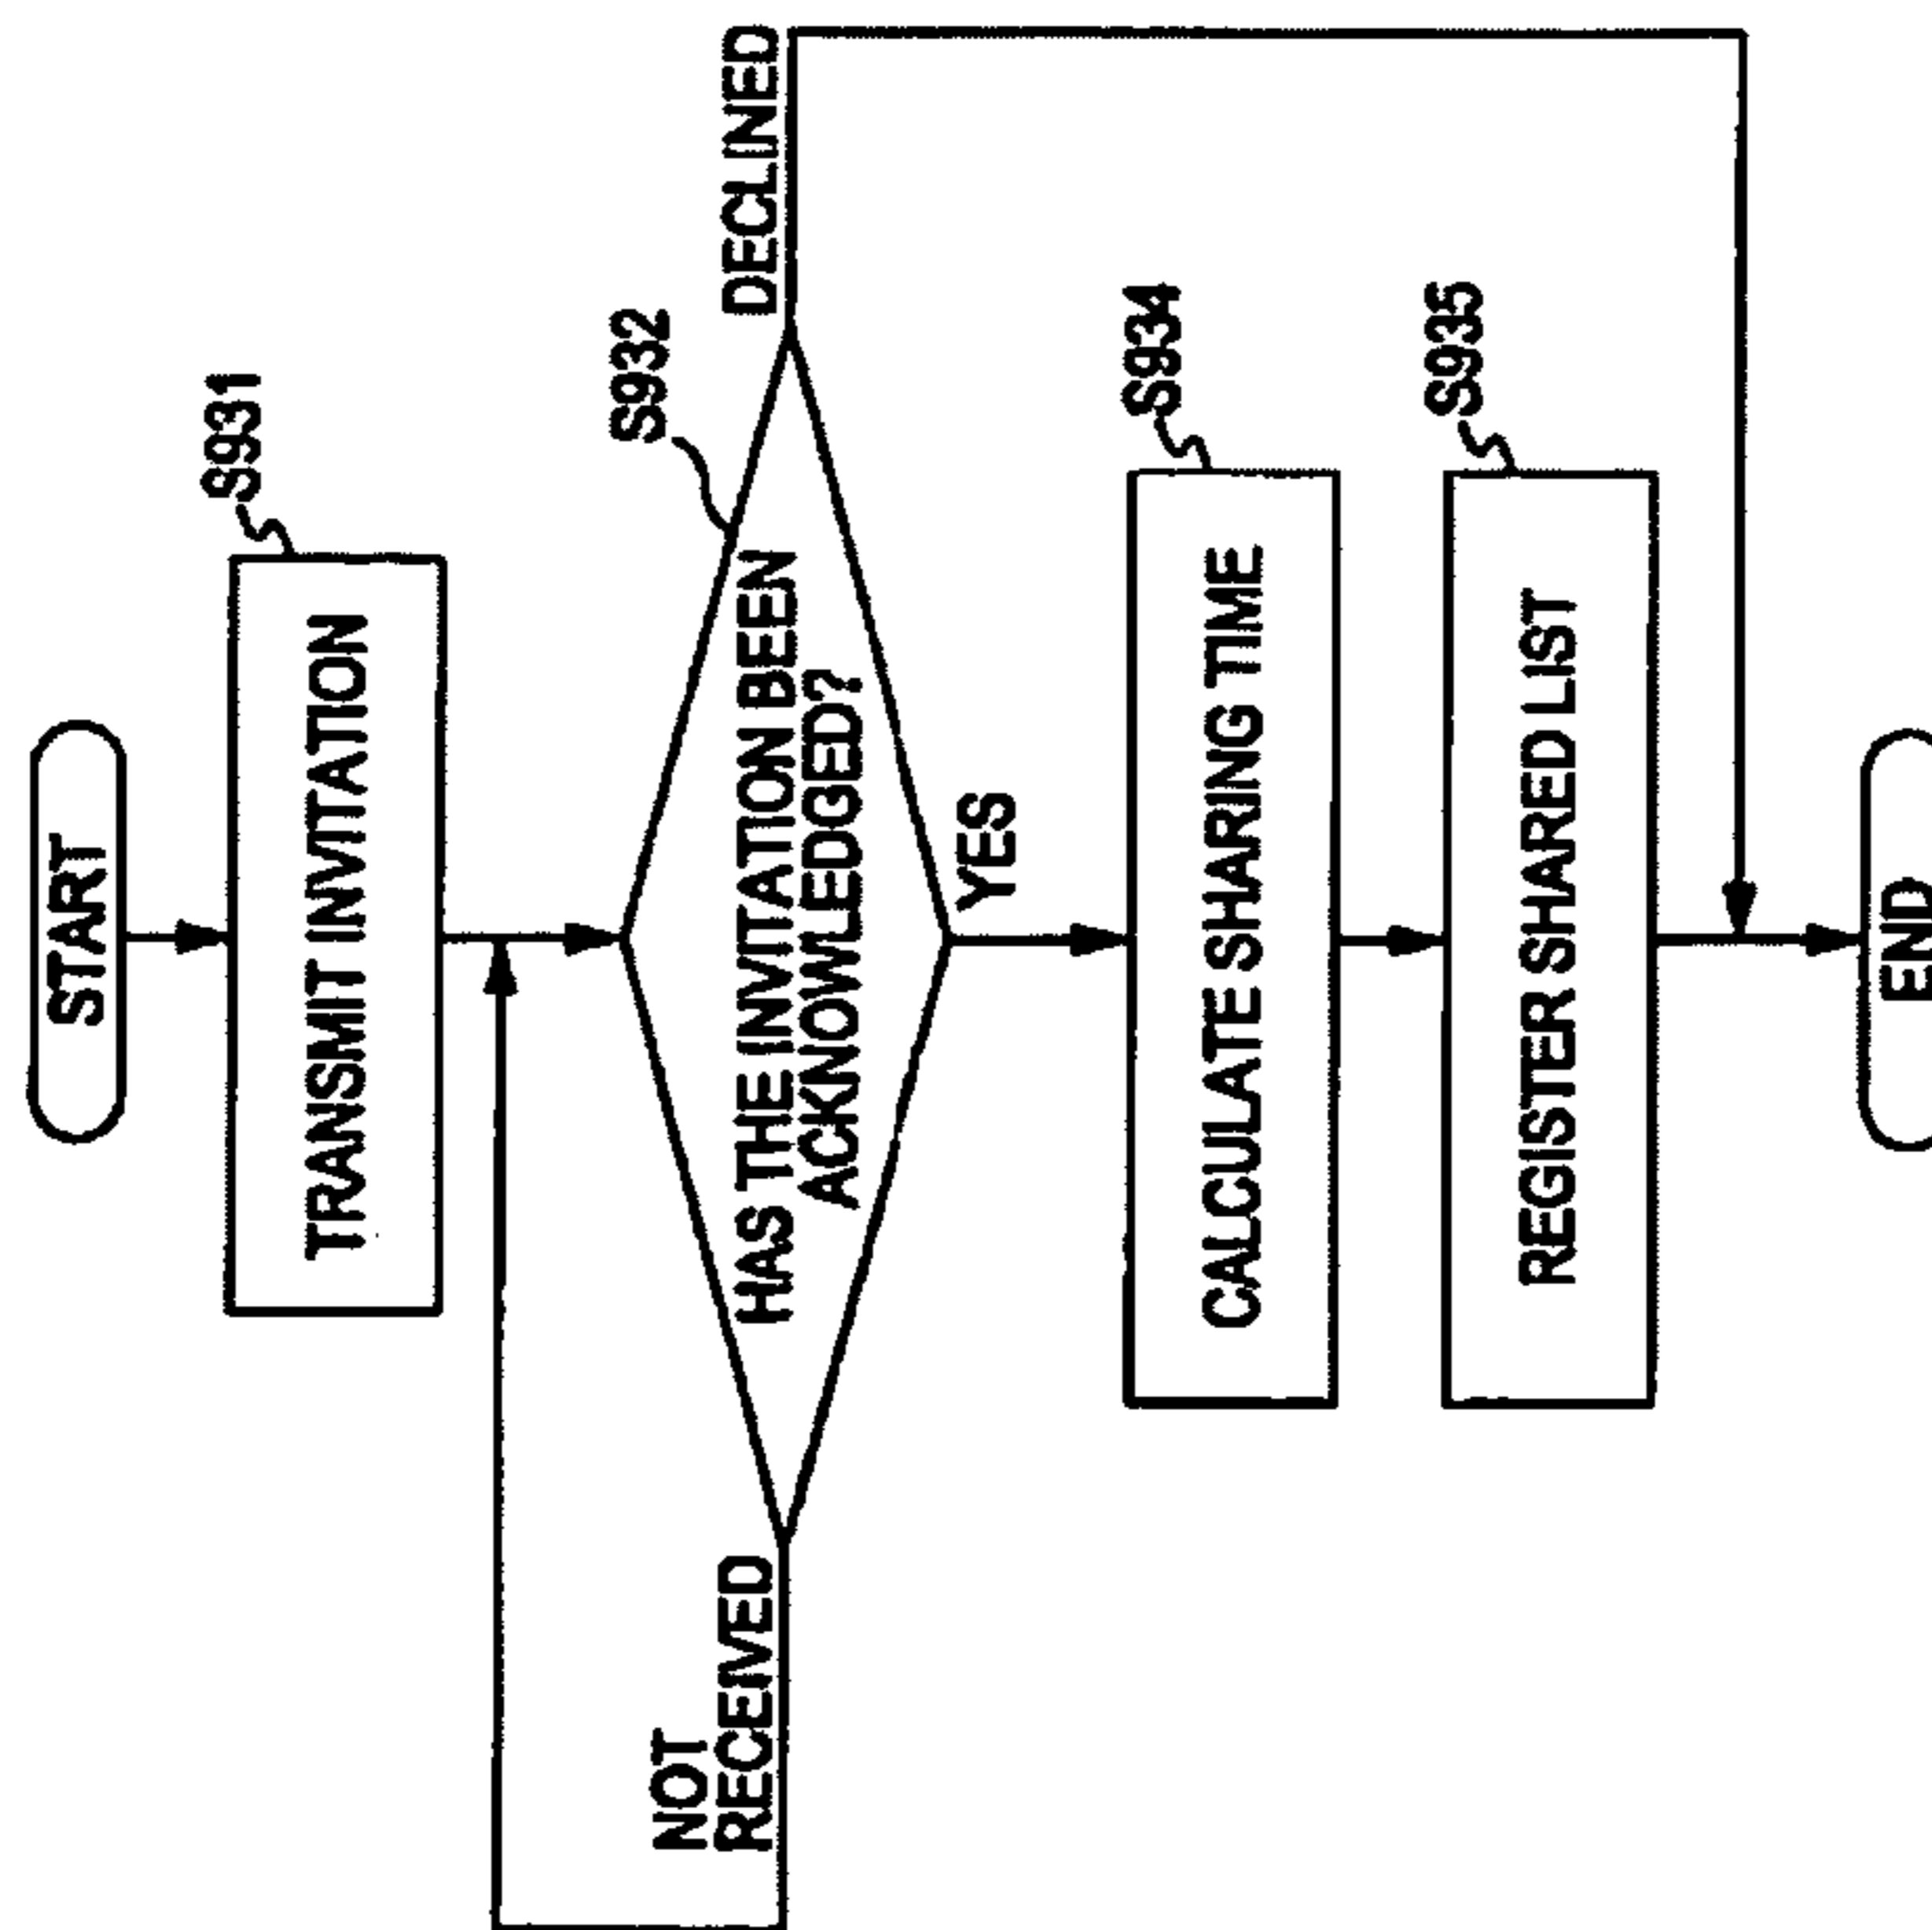 START
S931
TRANSMIT INVITATION
S932
HAS THE INVITATION BEEN
ACKNOWLEDGED?
NOT
RECEIVED
DECLINED
YES
S934
CALCULATE SHARING TIME
S935
REGISTER SHARED LIST
END